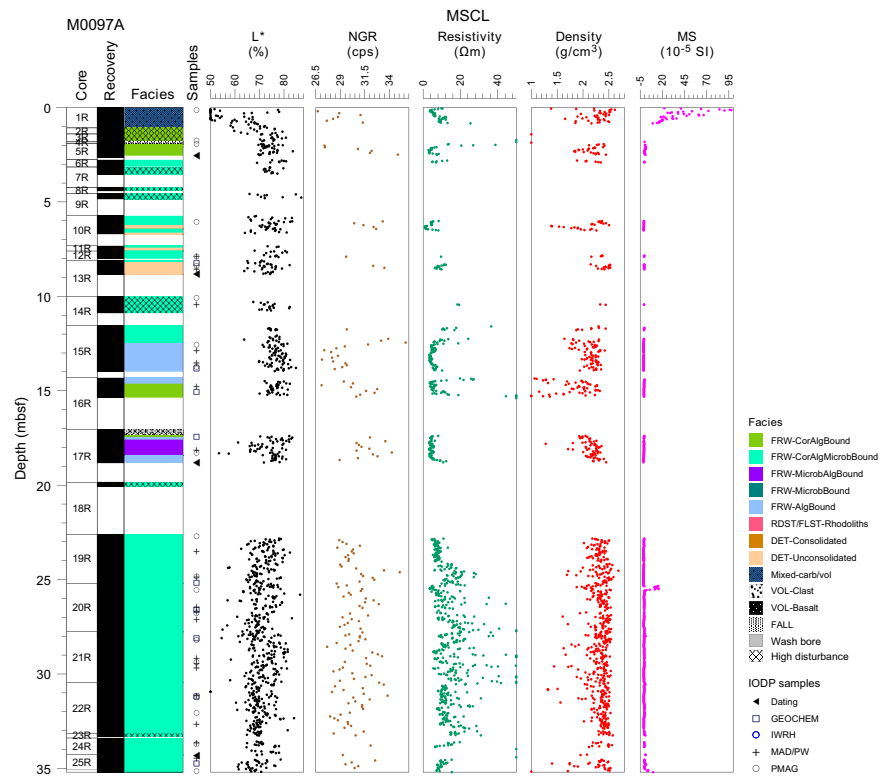 MSCL
M0097A
Core
Recovery
Facies
Samples
L*
(%)
NGR
(cps)
Resistivity
(Ωm)
Density
(g/cm³)
MS
(10⁻⁵ SI)
50 60 70 80
26.5 29 31.5 34
0 20 40
1 1.5 2 2.5
-5 20 45 70 95
Depth (mbsf)
0
5
10
15
20
25
30
35
1R
2R
5R
6R
7R
8R
9R
10R
11R
12R
13R
14R
15R
16R
17R
18R
19R
20R
21R
22R
23R
24R
25R
Facies
FRW-CorAlgBound
FRW-CorAlgMicrobBound
FRW-MicrobAlgBound
FRW-MicrobBound
FRW-AlgBound
RDST/FLST-Rhodoliths
DET-Consolidated
DET-Unconsolidated
Mixed-carb/vol
VOL-Clast
VOL-Basalt
FALL
Wash bore
High disturbance
IODP samples
Dating
GEOCHEM
IWRH
MAD/PW
PMAG